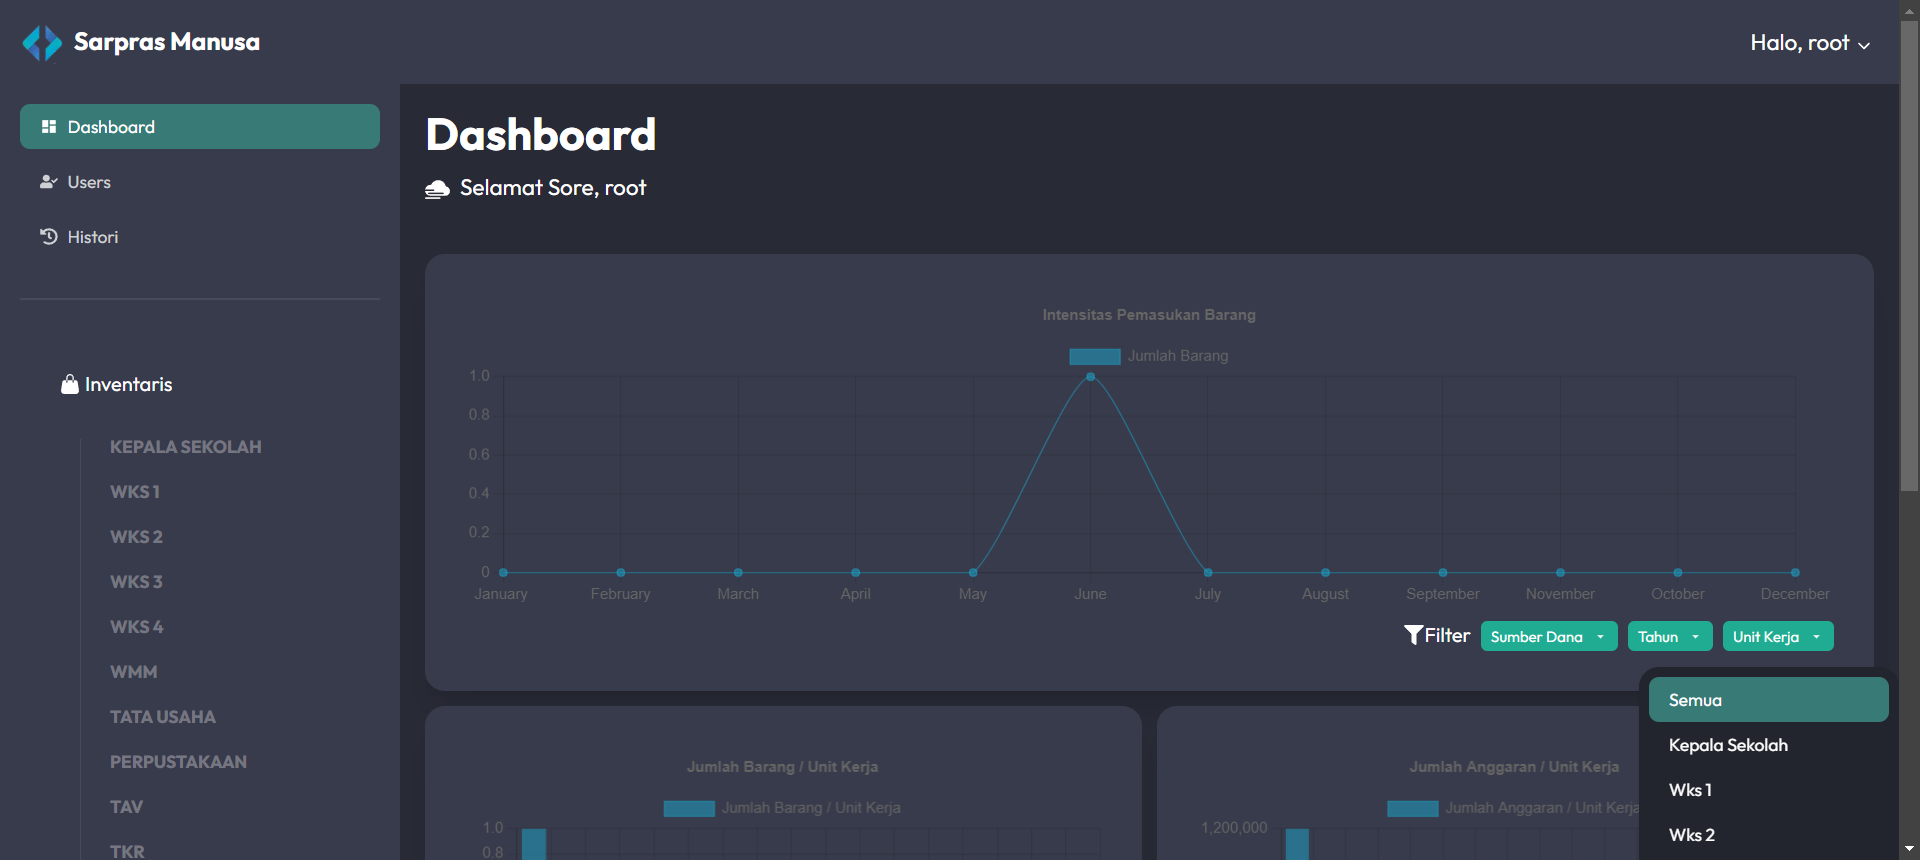 Sarpras Manusa
Halo, root
Dashboard
Users
Histori
Inventaris
KEPALA SEKOLAH
WKS 1
WKS 2
WKS 3
WKS 4
WMM
TATA USAHA
PERPUSTAKAAN
TAV
TKR
Dashboard
Selamat Sore, root
Intensitas Pemasukan Barang
Jumlah Barang
1.0
0.8
0.6
0.4
0.2
0
January February March April May June July August September November October December
Filter Sumber Dana Tahun Unit Kerja
Semua
Kepala Sekolah
Wks 1
Wks 2
Jumlah Barang / Unit Kerja
Jumlah Barang / Unit Kerja
1.0
0.8
Jumlah Anggaran / Unit Kerja
Jumlah Anggaran / Unit Kerja
1,200,000